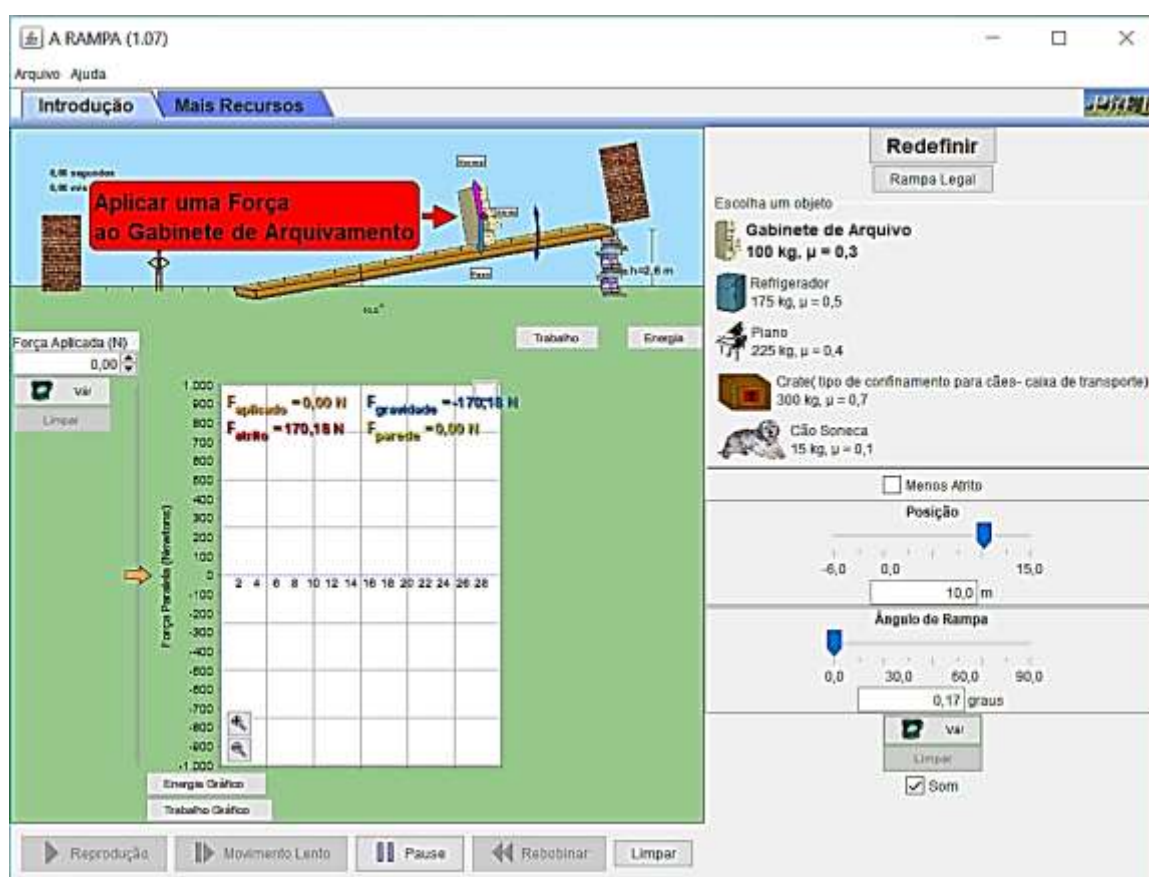 A RAMPA (1.07)
Arquivo Ajuda
Introdução
Mais Recursos
0,00 segundos
0,00 m/s
Aplicar uma Força
ao Gabinete de Arquivamento
Peso
h=2,6 m
Força Aplicada (N)
0,00
Vá!
Limpar
Trabalho
Energia
Força Paralela (Newtons)
1.000
900
800
700
600
500
400
300
200
100
0
-100
-200
-300
-400
-500
-600
-700
-800
-900
-1.000
F aplicado = 0,00 N
F gravidade = -170,18 N
F atrito = 170,18 N
F parede = 0,00 N
2 4 6 8 10 12 14 16 18 20 22 24 26 28
Energia Gráfico
Trabalho Gráfico
Reprodução
Movimento Lento
Pause
Rebobinar
Limpar
Redefinir
Rampa Legal
Escolha um objeto
Gabinete de Arquivo
100 kg, μ = 0,3
Refrigerador
175 kg, μ = 0,5
Piano
225 kg, μ = 0,4
Crate( tipo de confinamento para cães- caixa de transporte)
300 kg, μ = 0,7
Cão Soneca
15 kg, μ = 0,1
Menos Atrito
Posição
-6,0 0,0 15,0
10,0 m
Ângulo de Rampa
0,0 30,0 60,0 90,0
0,17 graus
Vá!
Limpar
Som